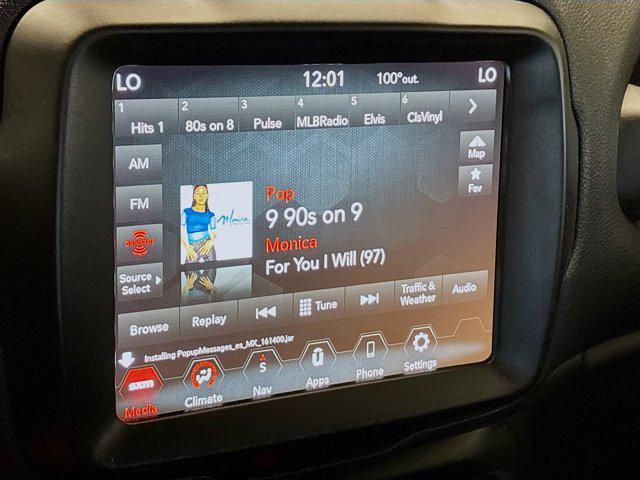 LO 12:01 100°out. LO
1 2 3 4 5 6
Hits 1 80s on 8 Pulse MLBRadio Elvis ClsVinyl
AM
Map
FM
Fav
Pop
Monica
9 90s on 9
Monica
For You I Will (97)
Source
Select
Browse Replay Tune Traffic &
Weather Audio
Installing PopupMessages_es_MX_161400.jar
sxm S
Media Climate Nav Apps Phone Settings